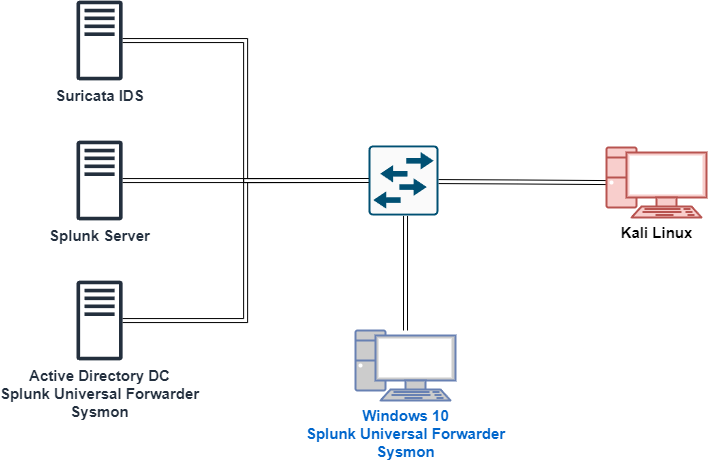 Suricata IDS
Splunk Server
Kali Linux
Active Directory DC
Splunk Universal Forwarder
Sysmon
Windows 10
Splunk Universal Forwarder
Sysmon